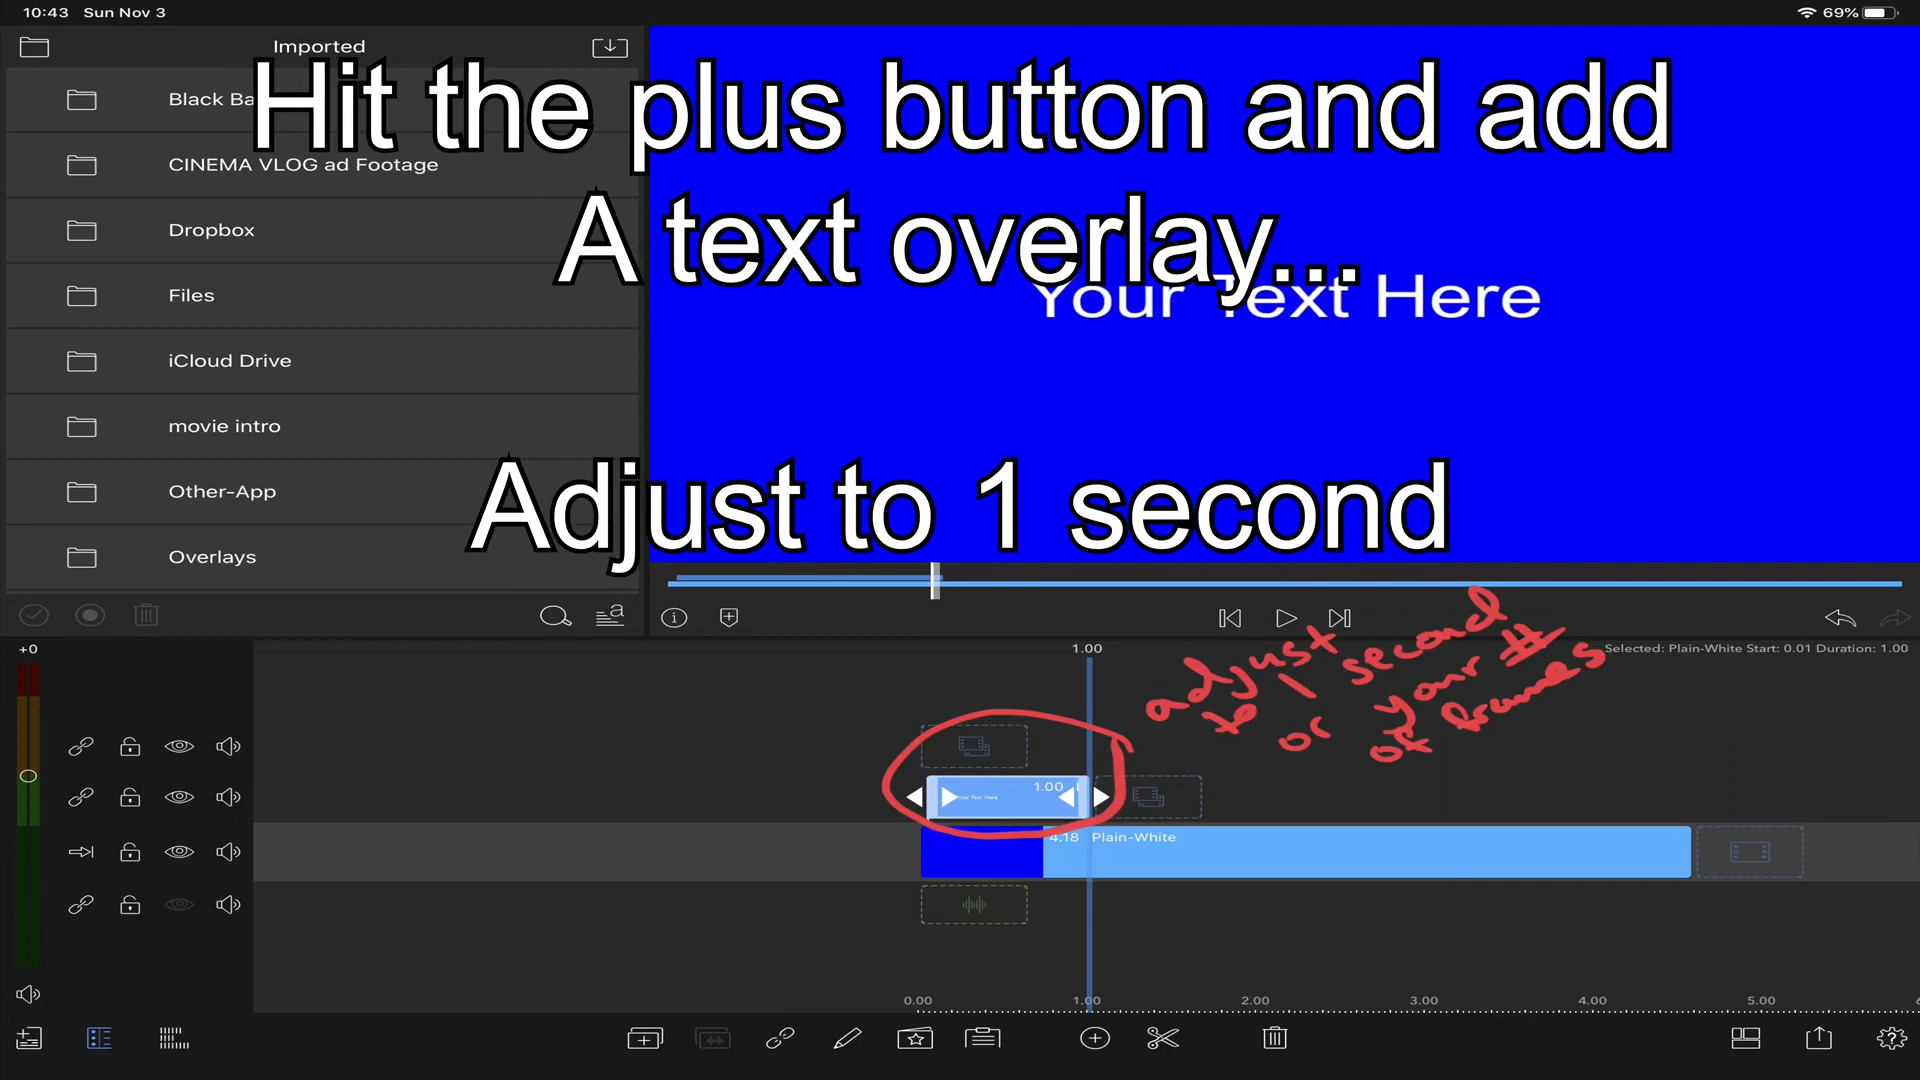 10:43 Sun Nov 3
69%
Imported
Black Ba
CINEMA VLOG ad Footage
Dropbox
Files
iCloud Drive
movie intro
Other-App
Overlays
Hit the plus button and add
A text overlay...
Your Text Here
Adjust to 1 second
+0
1.00
Selected: Plain-White Start: 0.01 Duration: 1.00
adjust
to 1 second
or your #
of frames
1.00
Your Text Here
4.18 Plain-White
0.00 1.00 2.00 3.00 4.00 5.00